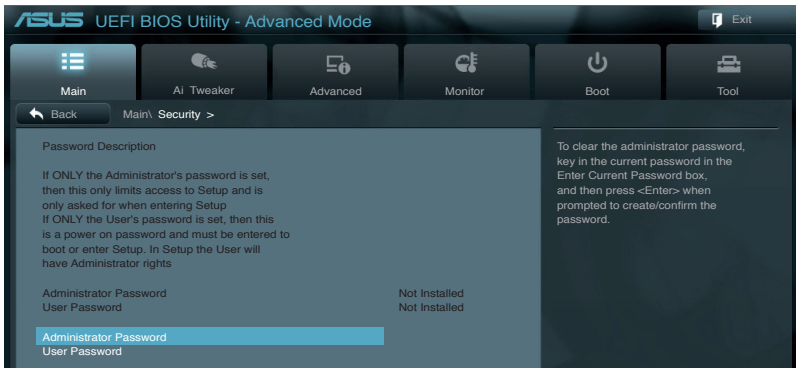 ASUS UEFI BIOS Utility - Advanced Mode
Exit
Main
Ai Tweaker
Advanced
Monitor
Boot
Tool
Back
Main\ Security >
Password Description
If ONLY the Administrator's password is set,
then this only limits access to Setup and is
only asked for when entering Setup
If ONLY the User's password is set, then this
is a power on password and must be entered to
boot or enter Setup. In Setup the User will
have Administrator rights
Administrator Password Not Installed
User Password Not Installed
Administrator Password
User Password
To clear the administrator password,
key in the current password in the
Enter Current Password box,
and then press <Enter> when
prompted to create/confirm the
password.